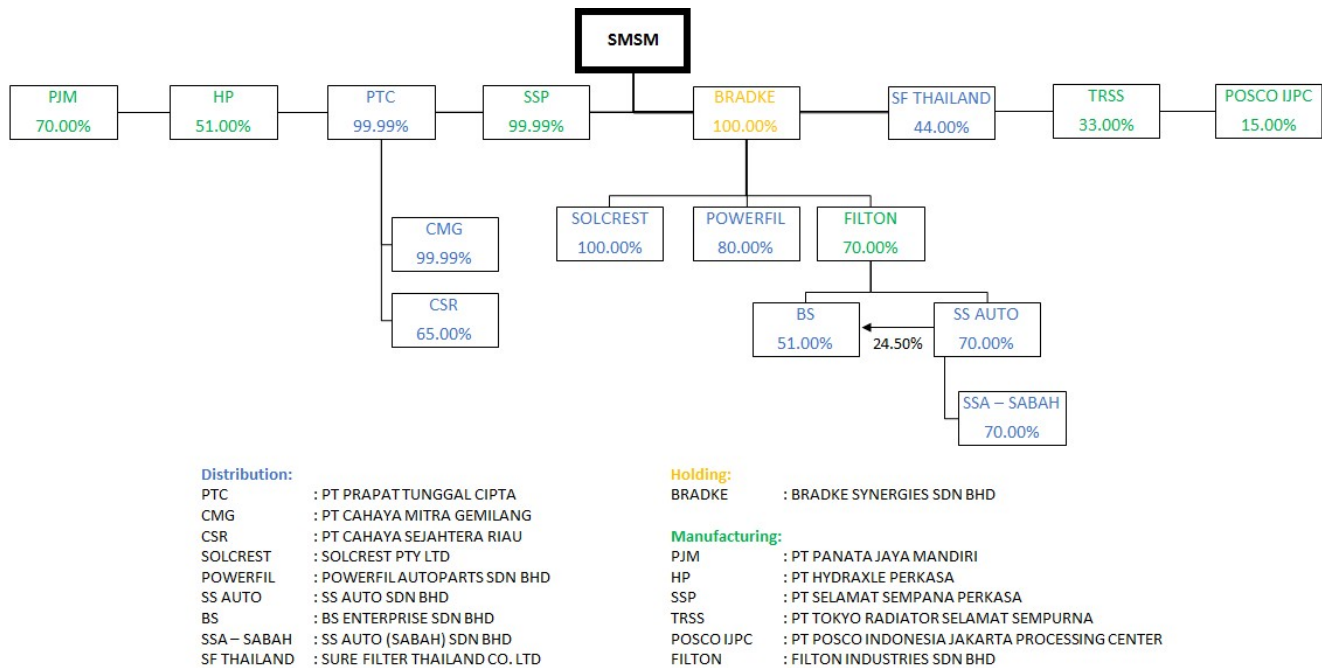 SMSM
PJM
70.00%
HP
51.00%
PTC
99.99%
SSP
99.99%
BRADKE
100.00%
SF THAILAND
44.00%
TRSS
33.00%
POSCO IJPC
15.00%
CMG
99.99%
CSR
65.00%
SOLCREST
100.00%
POWERFIL
80.00%
FILTON
70.00%
BS
51.00%
24.50%
SS AUTO
70.00%
SSA – SABAH
70.00%
Distribution:
PTC : PT PRAPAT TUNGGAL CIPTA
CMG : PT CAHAYA MITRA GEMILANG
CSR : PT CAHAYA SEJAHTERA RIAU
SOLCREST : SOLCREST PTY LTD
POWERFIL : POWERFIL AUTOPARTS SDN BHD
SS AUTO : SS AUTO SDN BHD
BS : BS ENTERPRISE SDN BHD
SSA – SABAH : SS AUTO (SABAH) SDN BHD
SF THAILAND : SURE FILTER THAILAND CO. LTD
Holding:
BRADKE : BRADKE SYNERGIES SDN BHD
Manufacturing:
PJM : PT PANATA JAYA MANDIRI
HP : PT HYDRAXLE PERKASA
SSP : PT SELAMAT SEMPANA PERKASA
TRSS : PT TOKYO RADIATOR SELAMAT SEMPURNA
POSCO IJPC : PT POSCO INDONESIA JAKARTA PROCESSING CENTER
FILTON : FILTON INDUSTRIES SDN BHD